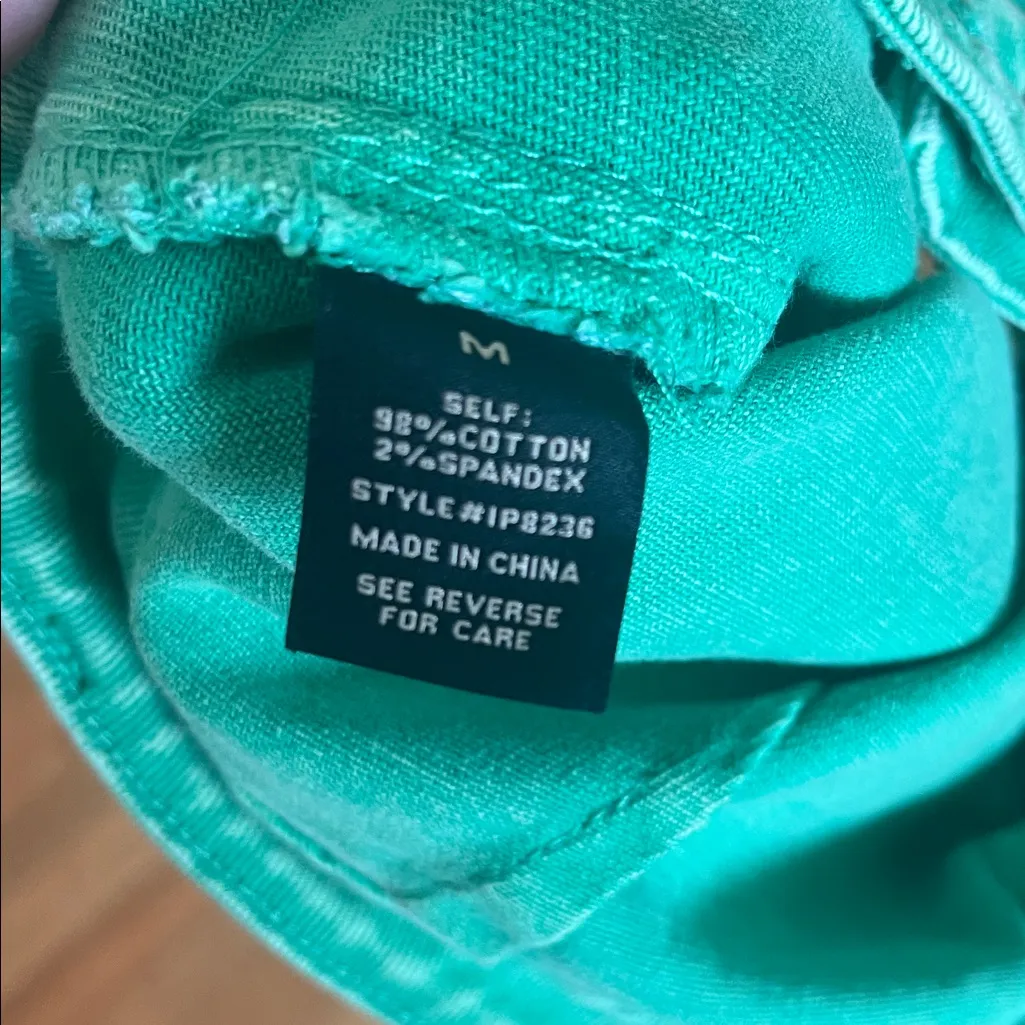 M
SELF:
98%COTTON
2%SPANDEX
STYLE#IP8236
MADE IN CHINA
SEE REVERSE
FOR CARE